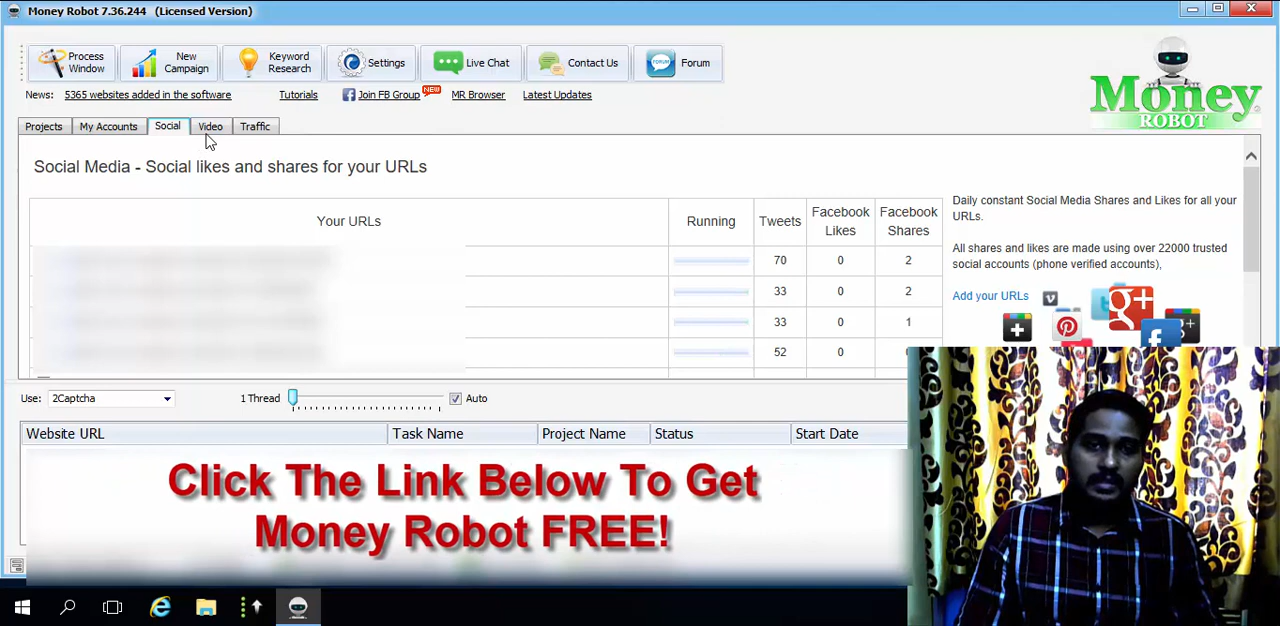 Money Robot 7.36.244 (Licensed Version)
Process Window
New Campaign
Keyword Research
Settings
Live Chat
Contact Us
FORUM
Forum
News: 5365 websites added in the software
Tutorials
Join FB Group
NEW
MR Browser
Latest Updates
Money
ROBOT
Projects
My Accounts
Social
Video
Traffic
Social Media - Social likes and shares for your URLs
Your URLs
Running
Tweets
Facebook Likes
Facebook Shares
70 0 2
33 0 2
33 0 1
52 0
Daily constant Social Media Shares and Likes for all your
URLs.
All shares and likes are made using over 22000 trusted
social accounts (phone verified accounts),
Add your URLs
Use: 2Captcha
1 Thread
Auto
Website URL
Task Name
Project Name
Status
Start Date
Click The Link Below To Get
Money Robot FREE!